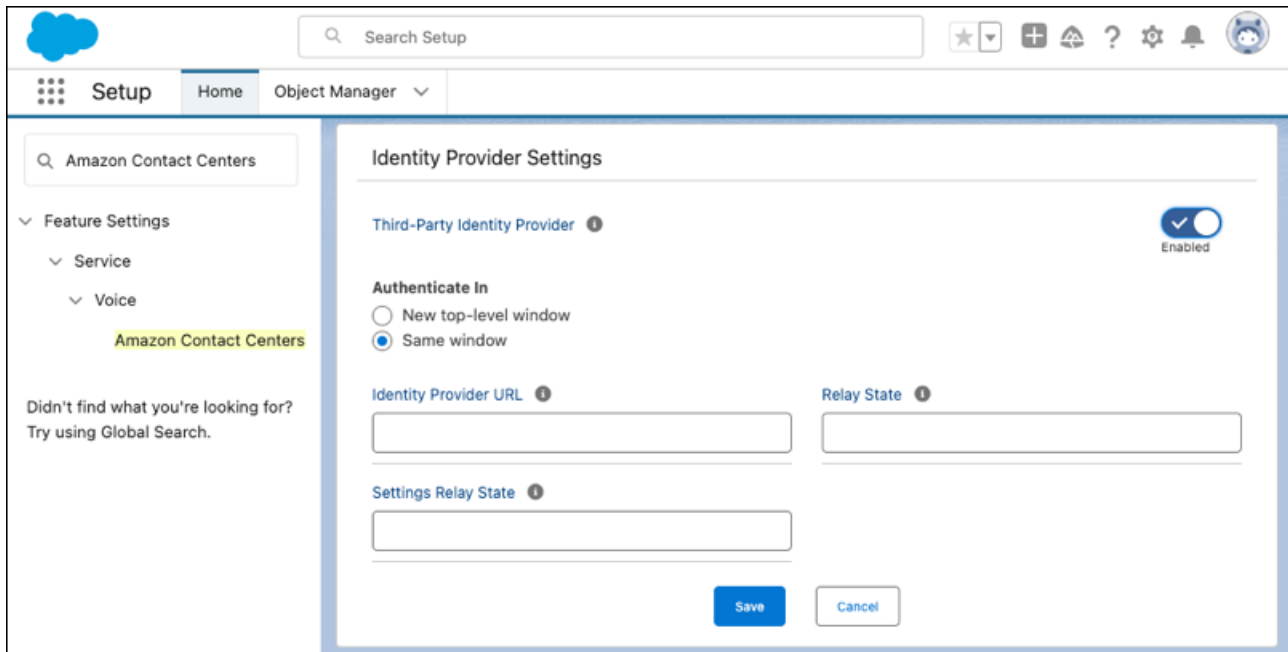 Search Setup
Setup
Home
Object Manager
Amazon Contact Centers
Feature Settings
Service
Voice
Amazon Contact Centers
Didn't find what you're looking for?
Try using Global Search.
Identity Provider Settings
Third-Party Identity Provider
Enabled
Authenticate In
New top-level window
Same window
Identity Provider URL
Relay State
Settings Relay State
Save
Cancel